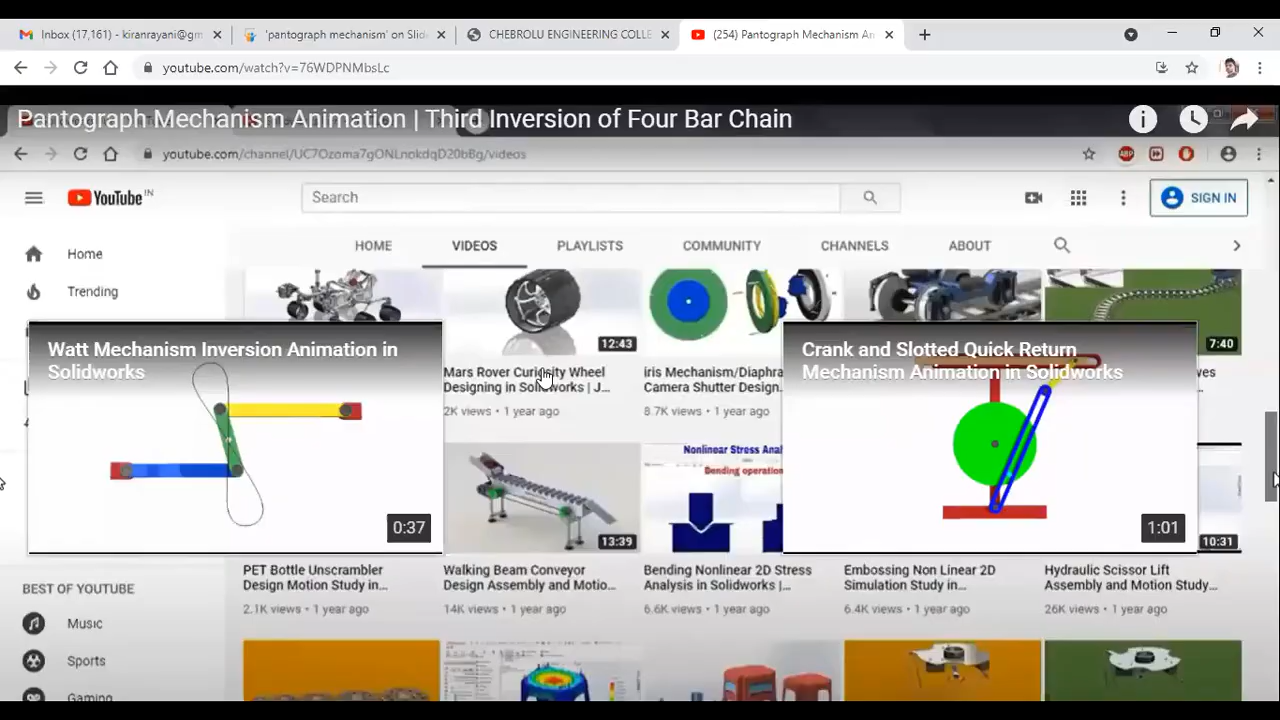 Inbox (17,161) - kiranrayani@gm
'pantograph mechanism' on Slid
CHEBROLU ENGINEERING COLLE
(254) Pantograph Mechanism An
youtube.com/watch?v=76WDPNMbsLc
Pantograph Mechanism Animation | Third Inversion of Four Bar Chain
YouTube IN
Search
SIGN IN
HOME
VIDEOS
PLAYLISTS
COMMUNITY
CHANNELS
ABOUT
Home
Trending
12:43
7:40
Watt Mechanism Inversion Animation in
Solidworks
0:37
Mars Rover Curiosity Wheel
Designing in Solidworks | J...
2K views • 1 year ago
iris Mechanism/Diaphra
Camera Shutter Design
8.7K views • 1 year ago
Crank and Slotted Quick Return
Mechanism Animation in Solidworks
1:01
Nonlinear Stress Anal
Bending operation
13:39
10:31
BEST OF YOUTUBE
Music
Sports
Gaming
PET Bottle Unscrambler
Design Motion Study in...
2.1K views • 1 year ago
Walking Beam Conveyor
Design Assembly and Motio...
14K views • 1 year ago
Bending Nonlinear 2D Stress
Analysis in Solidworks |...
6.6K views • 1 year ago
Embossing Non Linear 2D
Simulation Study in...
6.4K views • 1 year ago
Hydraulic Scissor Lift
Assembly and Motion Study...
26K views • 1 year ago